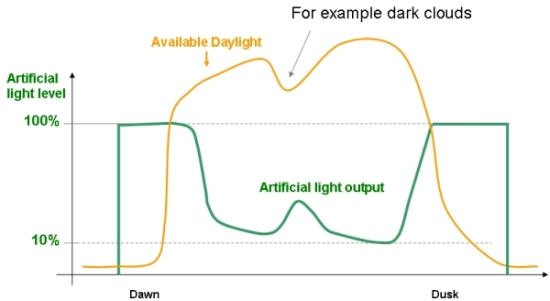 For example dark clouds
Available Daylight
Artificial
light level
100%
Artificial light output
10%
Dawn
Dusk